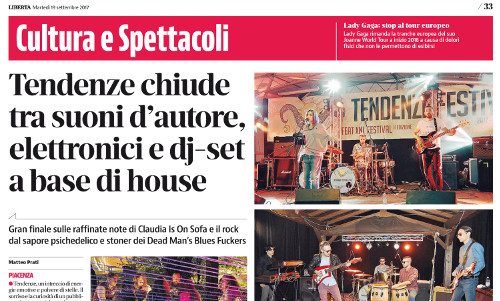 LIBERTÀ Martedì 19 settembre 2017
/ 33
Cultura e Spettacoli
Lady Gaga: stop al tour europeo
Lady Gaga rimanda la tranche europea del suo
Joanne World Tour a inizio 2018 a causa di dolori
fisici che non le permettono di esibirsi
Tendenze chiude
tra suoni d'autore,
elettronici e dj-set
a base di house
TENDENZE FESTI
FESTIVAL
Gran finale sulle raffinate note di Claudia Is On Sofa e il rock
dal sapore psichedelico e stoner dei Dead Man's Blues Fuckers
Matteo Prati
PIACENZA
Tendenze, un intreccio di ener-
gie emotive e polvere di stelle. Il
sortisce la curiosità di un pubbli-